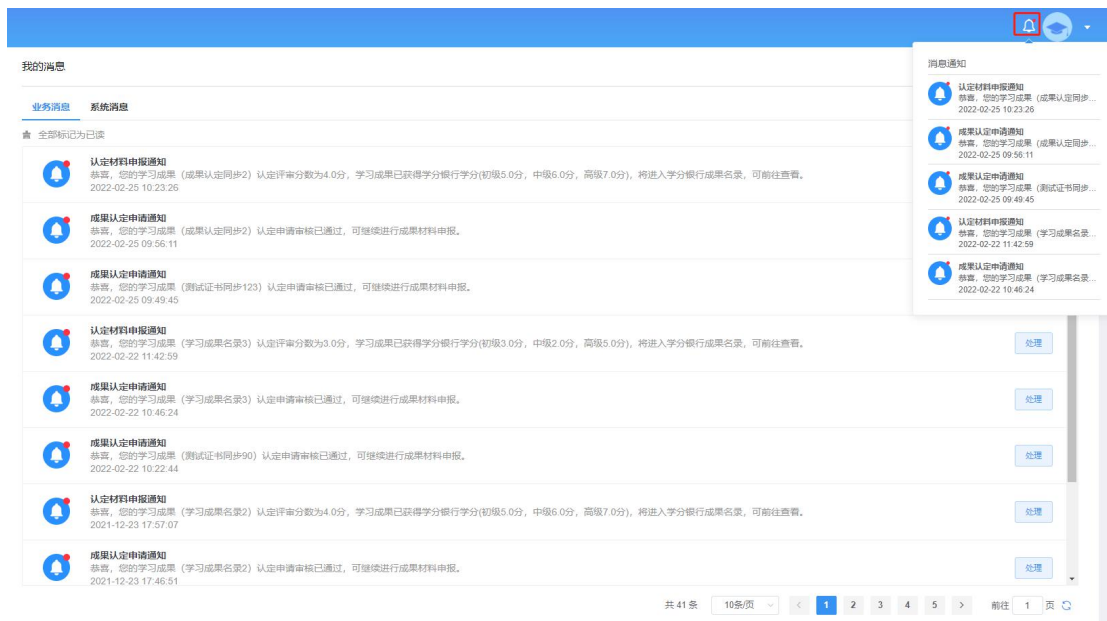 我的消息
业务消息 系统消息
全部标记为已读
认定材料申报通知
恭喜，您的学习成果（成果认定同步2）认定评审分数为4.0分，学习成果已获得学分银行学分(初级5.0分，中级6.0分，高级7.0分)，将进入学分银行成果名录，可前往查看。
2022-02-25 10:23:26
成果认定申请通知
恭喜，您的学习成果（成果认定同步2）认定申请审核已通过，可继续进行成果材料申报。
2022-02-25 09:56:11
成果认定申请通知
恭喜，您的学习成果（测试证书同步123）认定申请审核已通过，可继续进行成果材料申报。
2022-02-25 09:49:45
认定材料申报通知
恭喜，您的学习成果（学习成果名录3）认定评审分数为3.0分，学习成果已获得学分银行学分(初级3.0分，中级2.0分，高级5.0分)，将进入学分银行成果名录，可前往查看。
2022-02-22 11:42:59
处理
成果认定申请通知
恭喜，您的学习成果（学习成果名录3）认定申请审核已通过，可继续进行成果材料申报。
2022-02-22 10:46:24
处理
成果认定申请通知
恭喜，您的学习成果（测试证书同步90）认定申请审核已通过，可继续进行成果材料申报。
2022-02-22 10:22:44
处理
认定材料申报通知
恭喜，您的学习成果（学习成果名录2）认定评审分数为4.0分，学习成果已获得学分银行学分(初级5.0分，中级6.0分，高级7.0分)，将进入学分银行成果名录，可前往查看。
2021-12-23 17:57:07
处理
成果认定申请通知
恭喜，您的学习成果（学习成果名录2）认定申请审核已通过，可继续进行成果材料申报。
2021-12-23 17:46:51
处理
共 41 条 10条/页 < 1 2 3 4 5 > 前往 1 页
消息通知
认定材料申报通知
恭喜，您的学习成果（成果认定同步...
2022-02-25 10:23:26
成果认定申请通知
恭喜，您的学习成果（成果认定同步...
2022-02-25 09:56:11
成果认定申请通知
恭喜，您的学习成果（测试证书同步...
2022-02-25 09:49:45
认定材料申报通知
恭喜，您的学习成果（学习成果名录...
2022-02-22 11:42:59
成果认定申请通知
恭喜，您的学习成果（学习成果名录...
2022-02-22 10:46:24